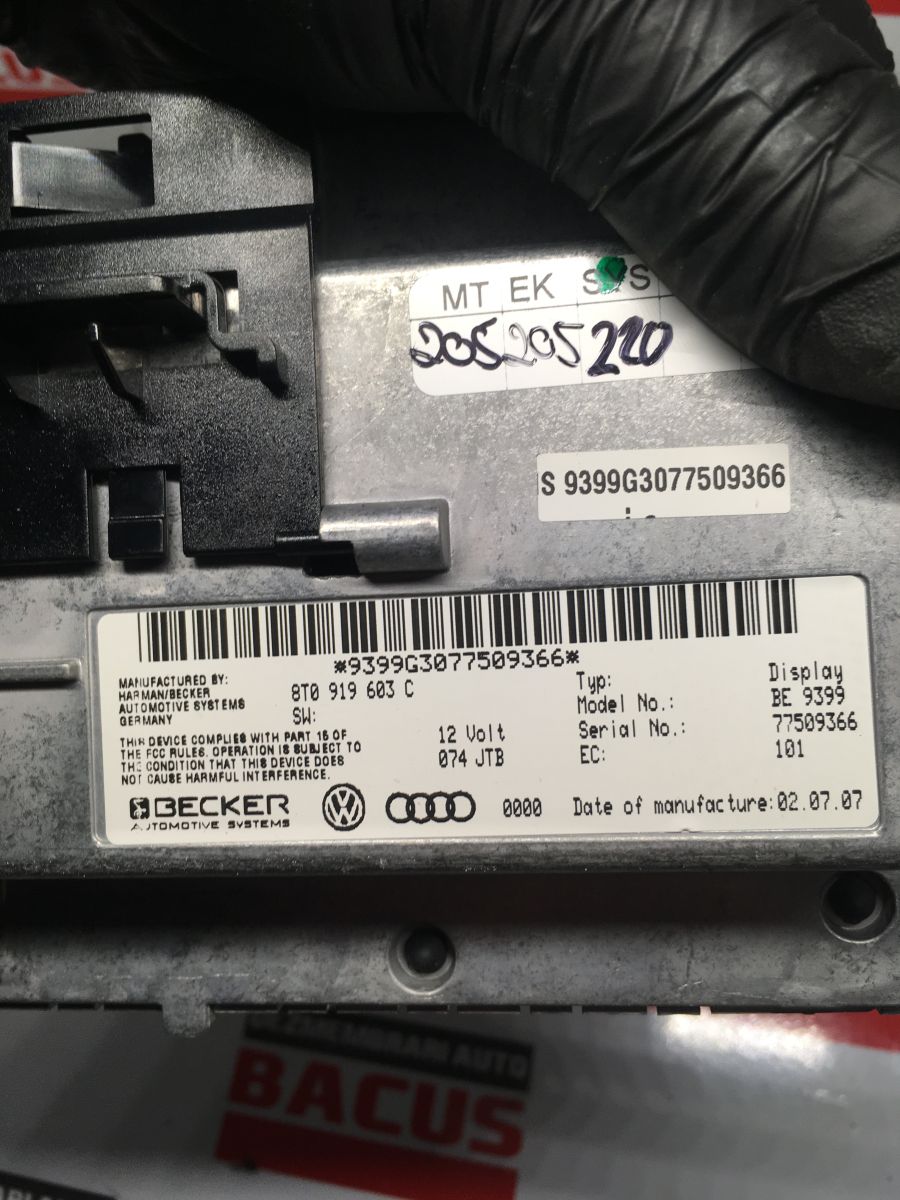 MT EK SYS
205 205 220
S 9399G3077509366
*9399G3077509366*
MANUFACTURED BY:
HARMAN/BECKER
AUTOMOTIVE SYSTEMS
GERMANY
8T0 919 603 C
SW:
Typ: Display
Model No.: BE 9399
Serial No.: 77509366
EC: 101
THIS DEVICE COMPLIES WITH PART 15 OF
THE FCC RULES. OPERATION IS SUBJECT TO
THE CONDITION THAT THIS DEVICE DOES
NOT CAUSE HARMFUL INTERFERENCE.
12 Volt
074 JTB
BECKER
AUTOMOTIVE SYSTEMS
0000
Date of manufacture: 02.07.07
DEZMEMBRARI AUTO
BACUS